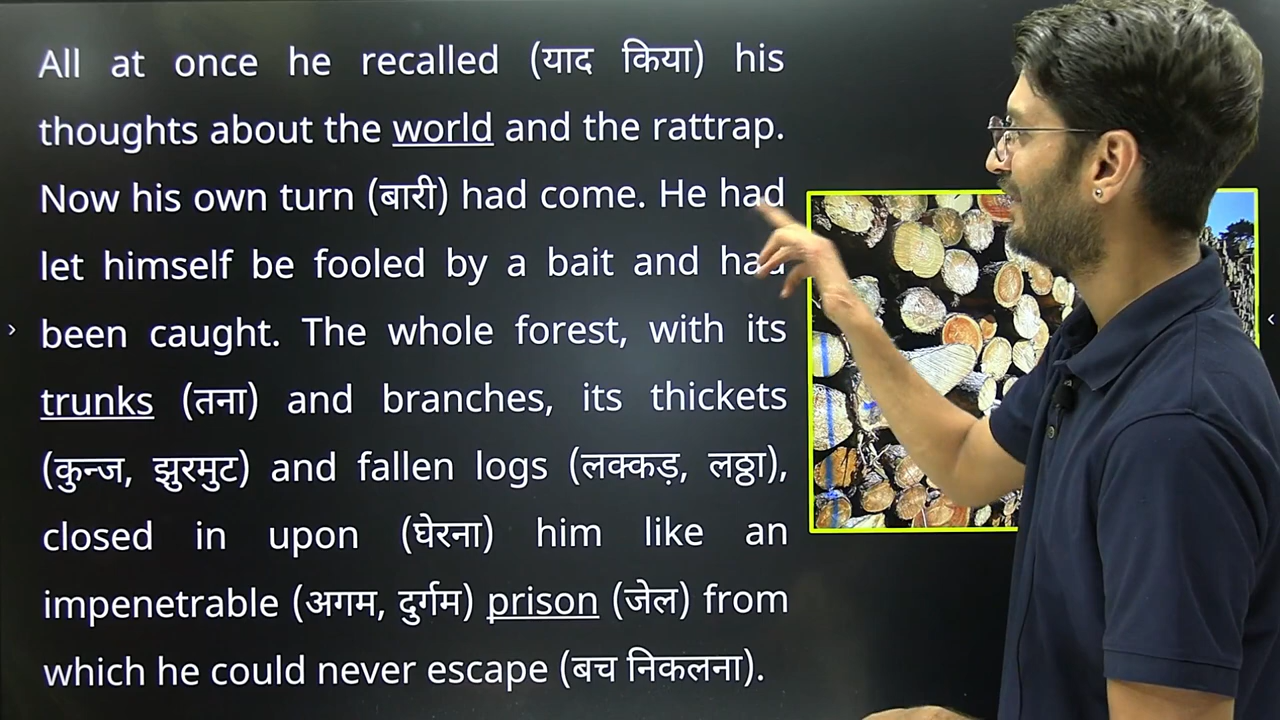 All at once he recalled (याद किया) his
thoughts about the world and the rattrap.
Now his own turn (बारी) had come. He had
let himself be fooled by a bait and had
been caught. The whole forest, with its
trunks (तना) and branches, its thickets
(कुन्ज, झुरमुट) and fallen logs (लक्कड़, लठ्ठा),
closed in upon (घेरना) him like an
impenetrable (अगम, दुर्गम) prison (जेल) from
which he could never escape (बच निकलना).